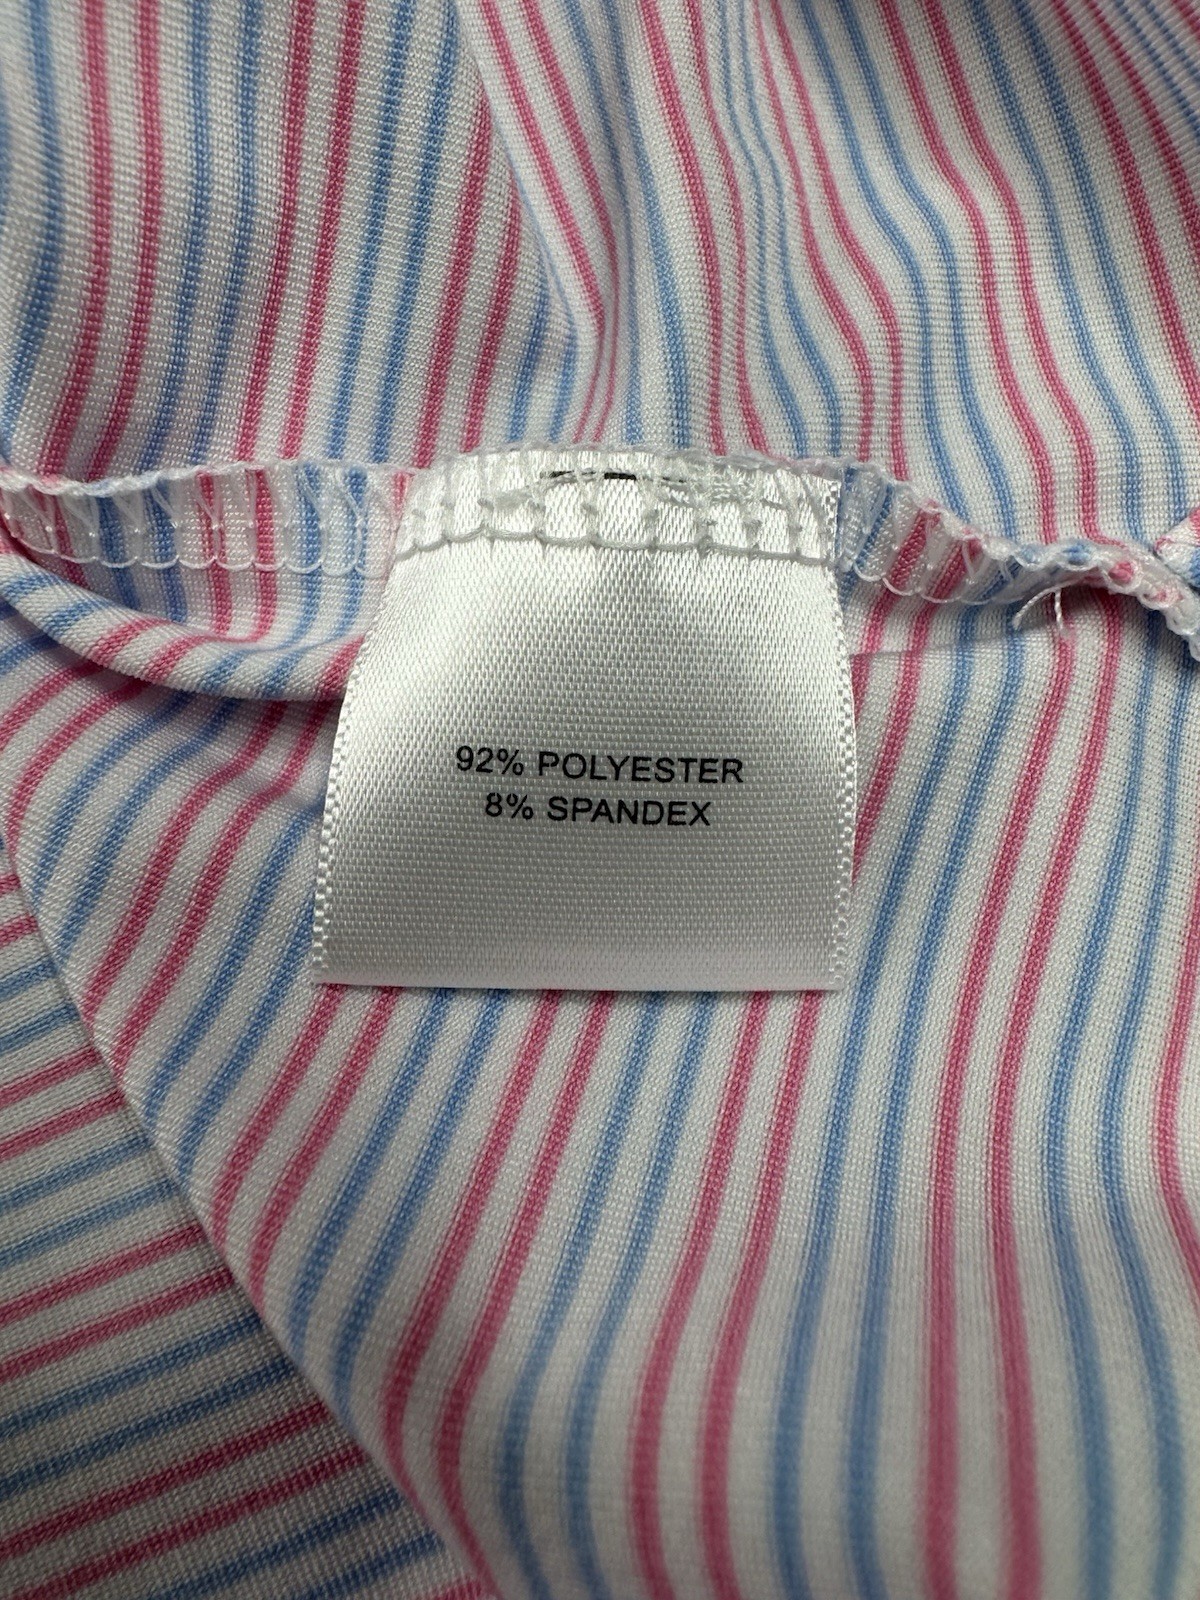 92% POLYESTER
8% SPANDEX